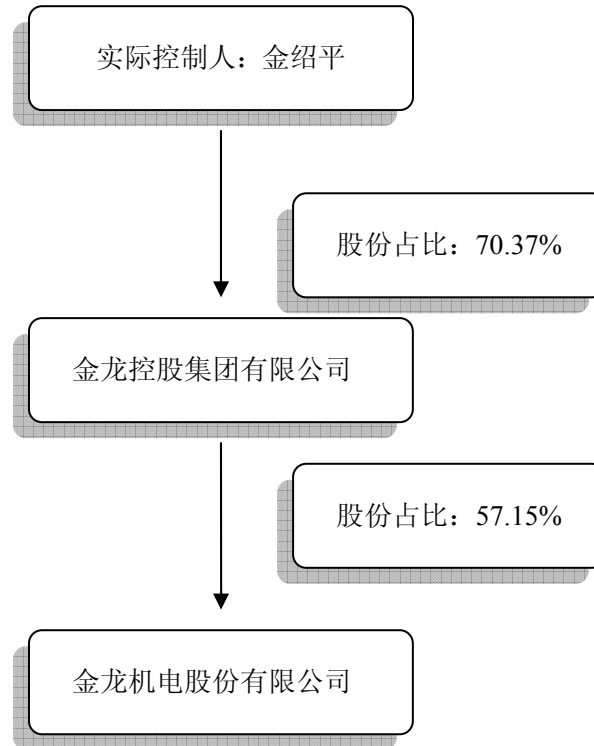 实际控制人：金绍平
股份占比：70.37%
金龙控股集团有限公司
股份占比：57.15%
金龙机电股份有限公司